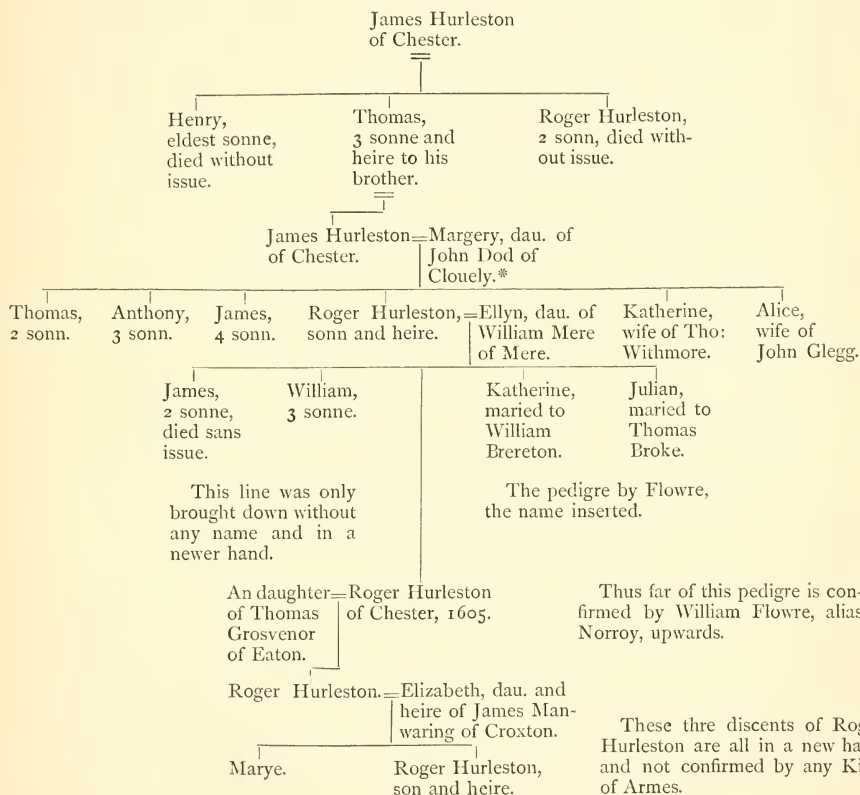 James Hurleston
of Chester.
Henry,
eldest sonne,
died without
issue.
Thomas,
3 sonne and
heire to his
brother.
Roger Hurleston,
2 sonn, died with-
out issue.
James Hurleston=Margery, dau. of
of Chester.
John Dod of
Clouely.*
Thomas,
2 sonn.
Anthony,
3 sonn.
James,
4 sonn.
Roger Hurleston,=Ellyn, dau. of
sonn and heire.
William Mere
of Mere.
Katherine,
wife of Tho:
Withmore.
Alice,
wife of
John Glegg.
James,
2 sonne,
died sans
issue.
William,
3 sonne.
Katherine,
maried to
William
Brereton.
Julian,
maried to
Thomas
Broke.
This line was only
brought down without
any name and in a
newer hand.
The pedigre by Flowre,
the name inserted.
An daughter=Roger Hurleston
of Thomas
Grosvenor
of Eaton.
of Chester, 1605.
Thus far of this pedigre is con-
firmed by William Flowre, alias
Norroy, upwards.
Roger Hurleston.=Elizabeth, dau. and
heire of James Man-
waring of Croxton.
Marye.
Roger Hurleston,
son and heire.
These thre discents of Rog
Hurleston are all in a new ha
and not confirmed by any Ki
of Armes.